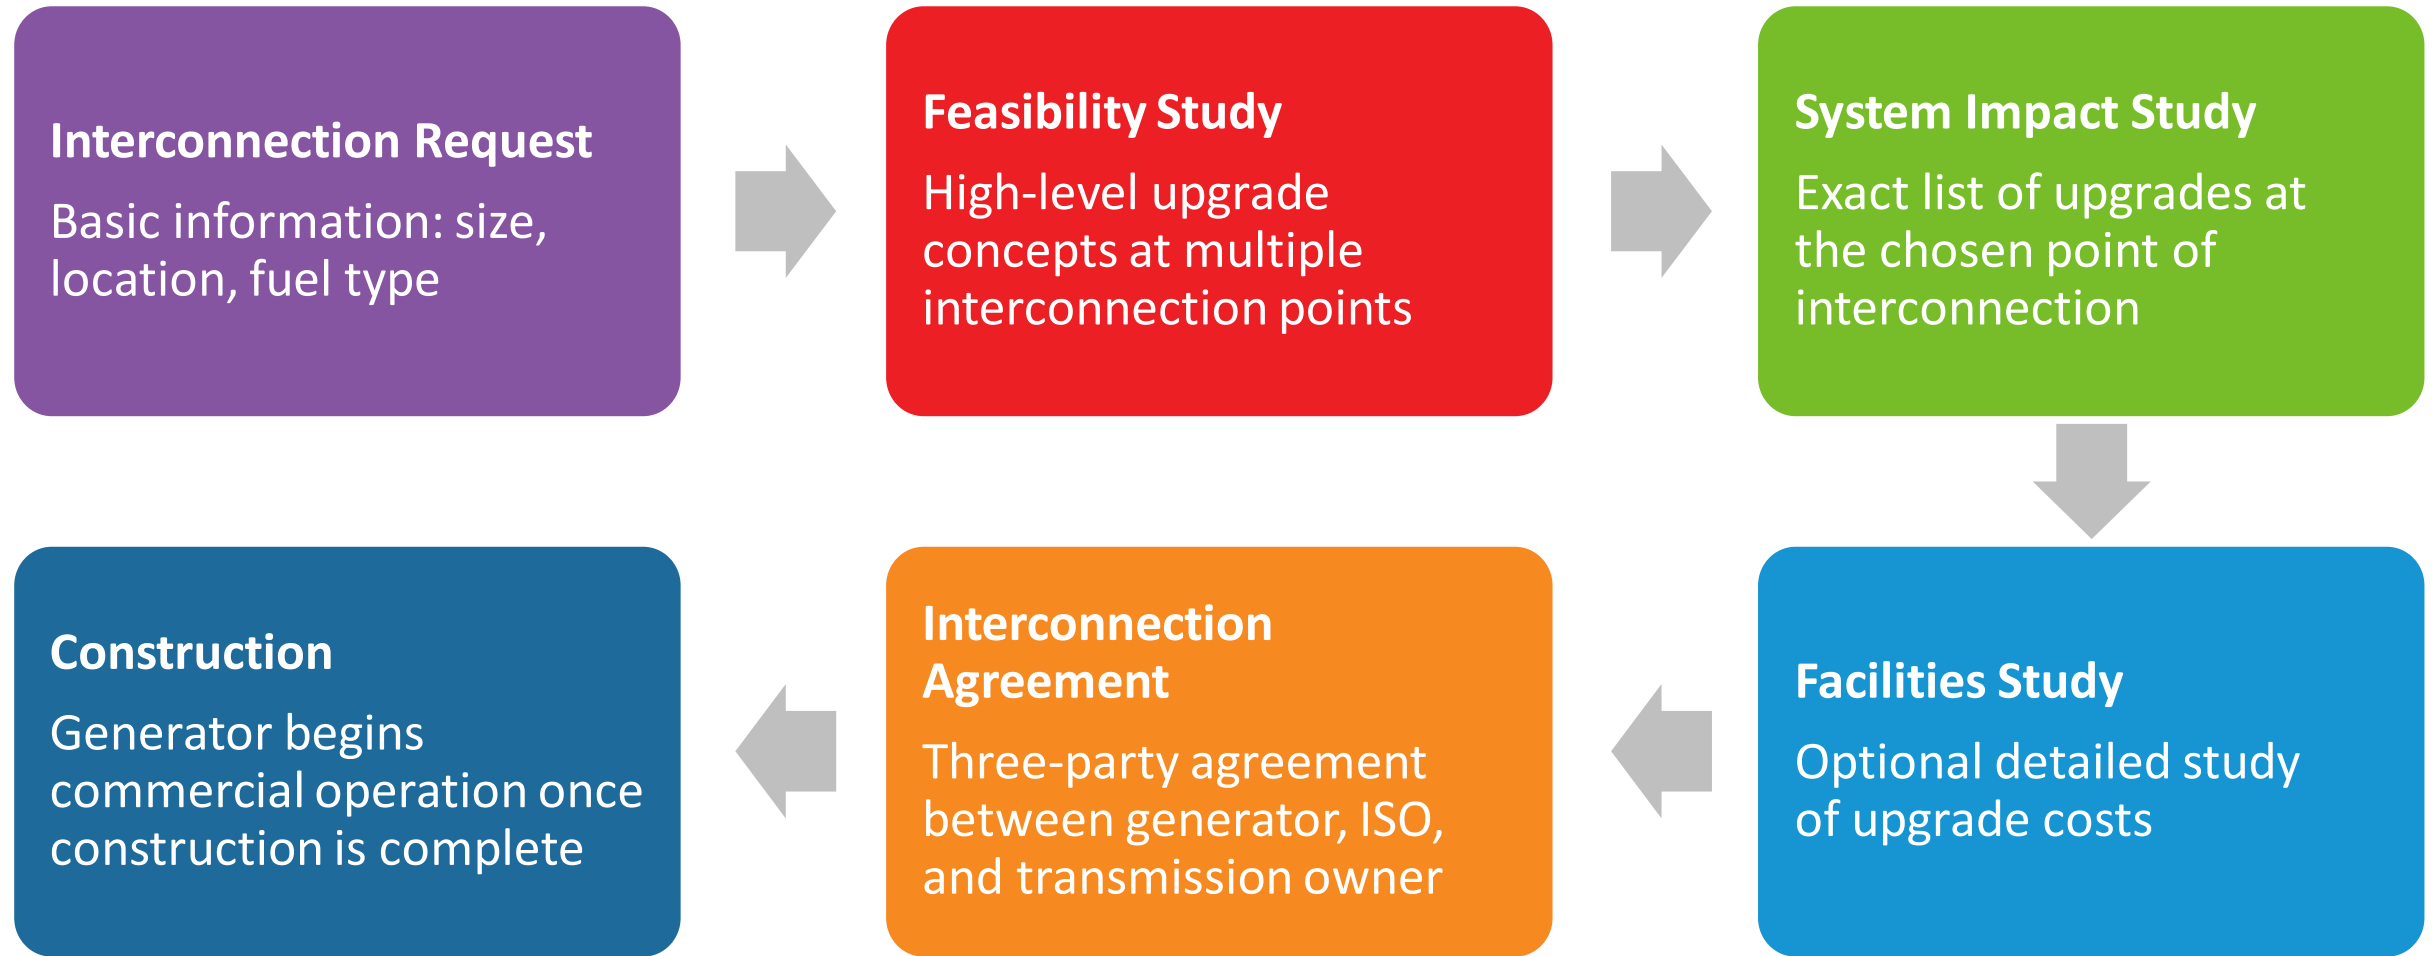 Interconnection Request
Basic information: size,
location, fuel type
Feasibility Study
High-level upgrade
concepts at multiple
interconnection points
System Impact Study
Exact list of upgrades at
the chosen point of
interconnection
Facilities Study
Optional detailed study
of upgrade costs
Interconnection
Agreement
Three-party agreement
between generator, ISO,
and transmission owner
Construction
Generator begins
commercial operation once
construction is complete